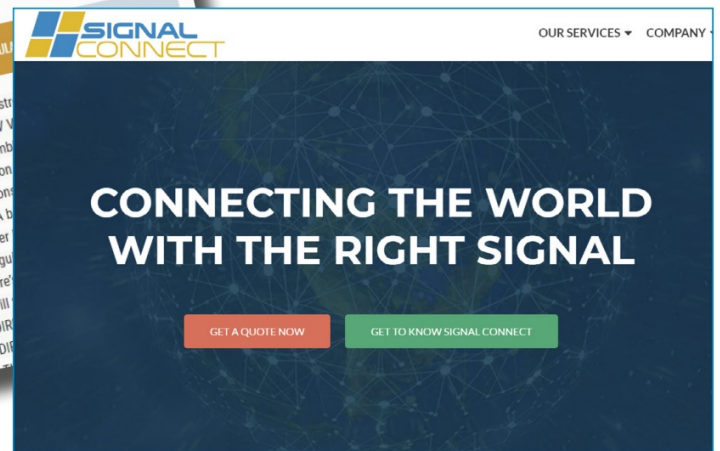 SIGNAL
CONNECT
OUR SERVICES
COMPANY
CONNECTING THE WORLD
WITH THE RIGHT SIGNAL
GET A QUOTE NOW
GET TO KNOW SIGNAL CONNECT